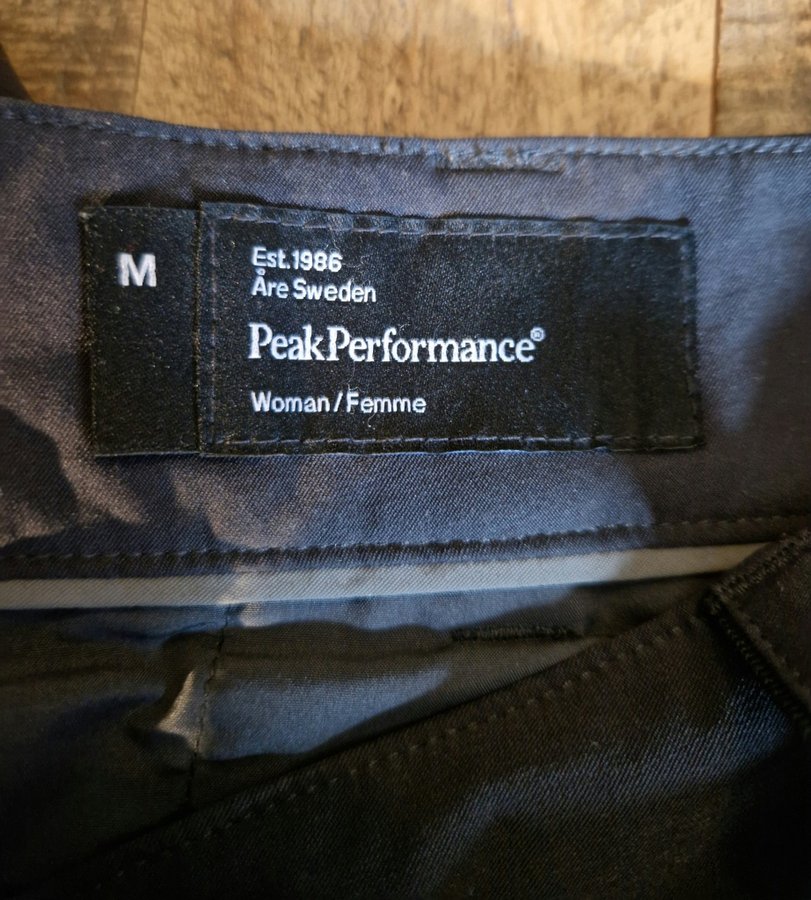 M
Est.1986
Åre Sweden
PeakPerformance®
Woman/Femme